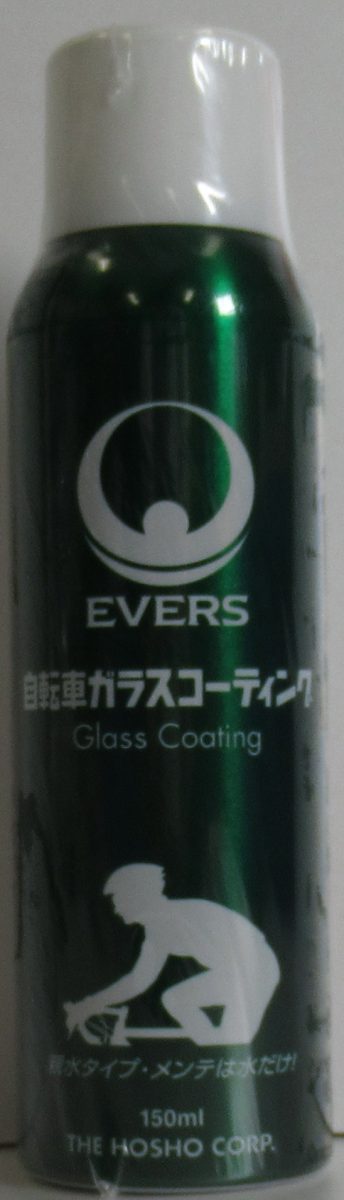 EVERS
自転車ガラスコーティング
Glass Coating
親水タイプ・メンテは水だけ!
150ml
THE HOSHO CORP.